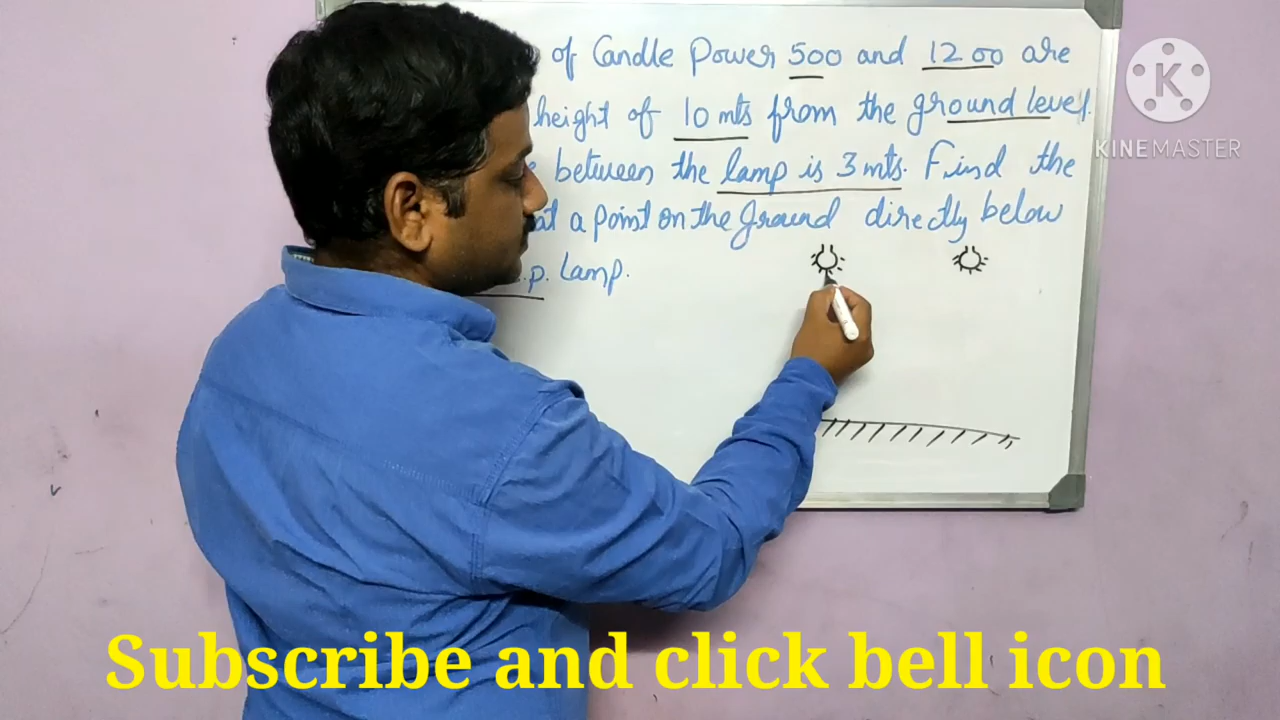 of Candle Power 500 and 1200 are
height of 10 mts from the ground level.
between the lamp is 3 mts. Find the
at a point on the ground directly below
.p. lamp.
K
KINEMASTER
Subscribe and click bell icon